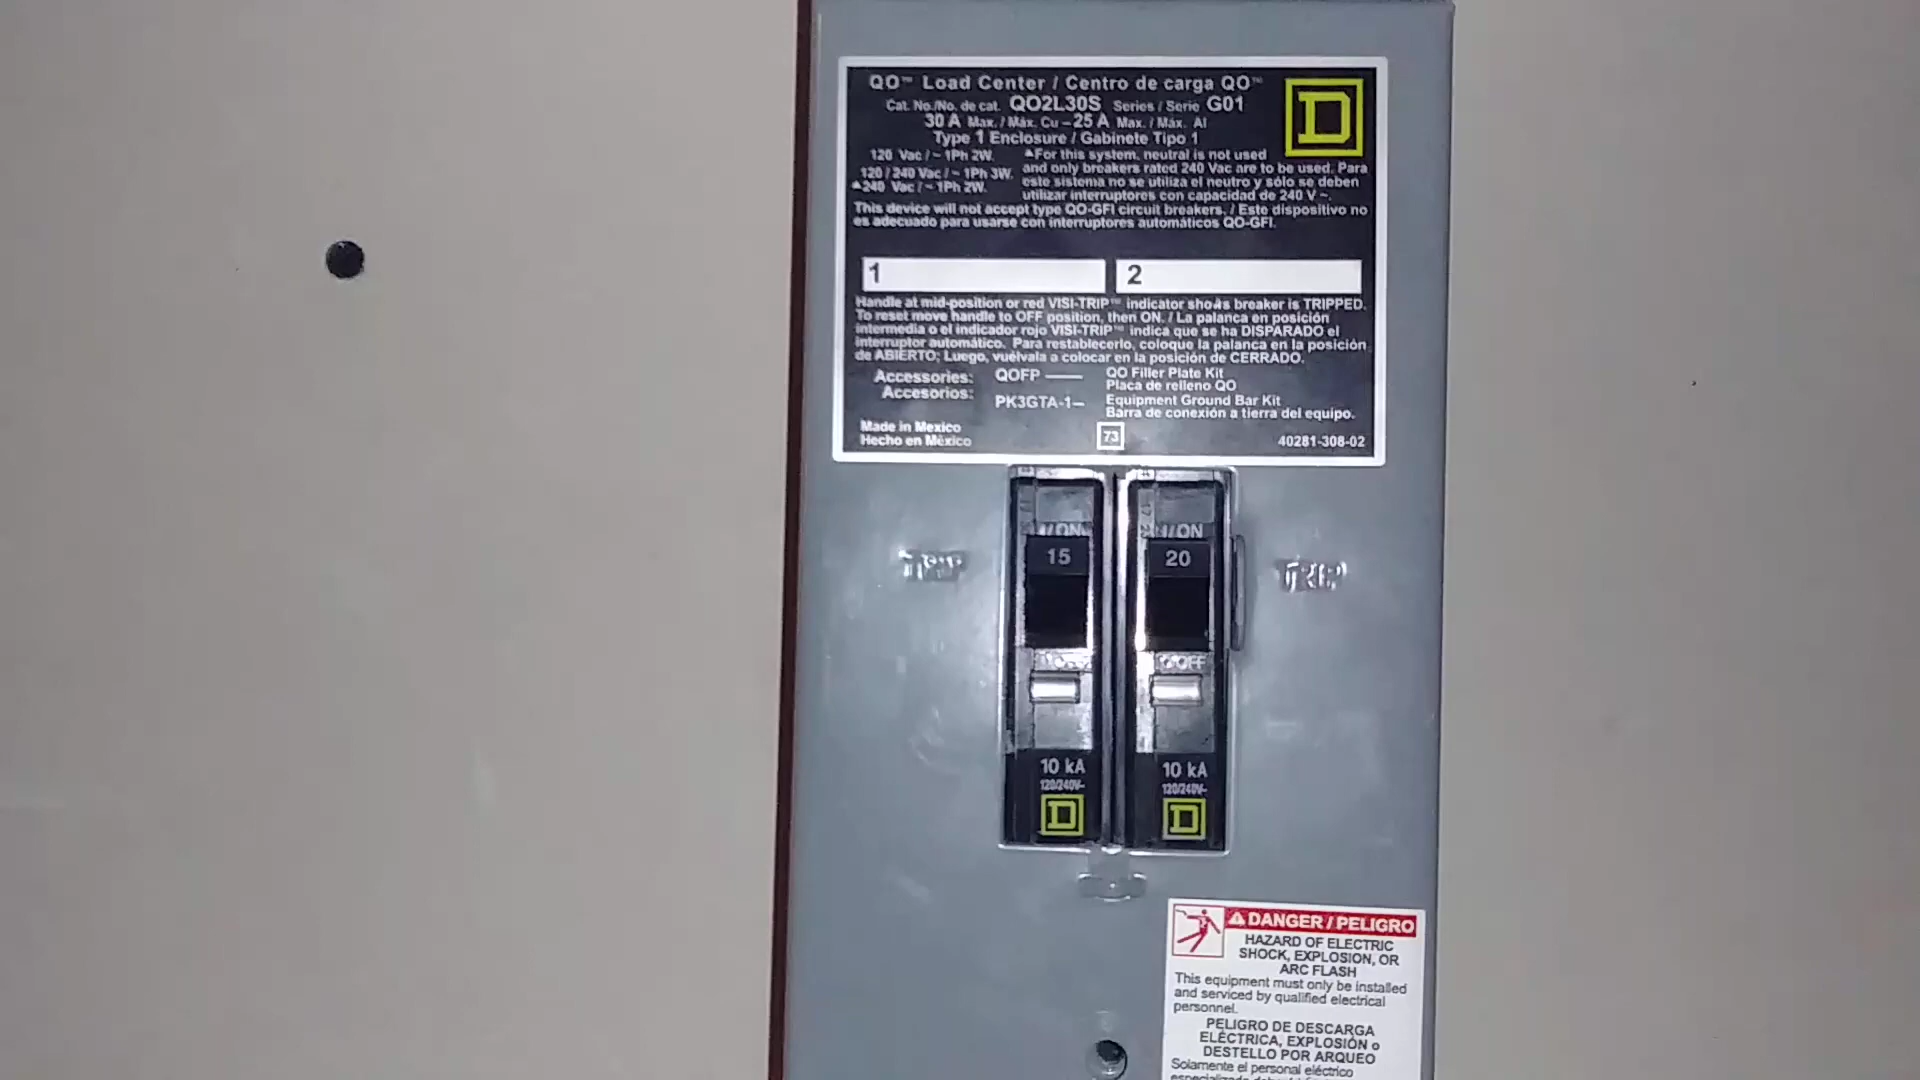 QO™ Load Center / Centro de carga QO™
Cat. No./No. de cat. QO2L30S Series / Serie G01
30 A Max. / Máx. Cu – 25 A Max. / Máx. Al
Type 1 Enclosure / Gabinete Tipo 1
120 Vac / ~ 1Ph 2W.
120 / 240 Vac / ~ 1Ph 3W.
▲240 Vac / ~ 1Ph 2W.
▲For this system, neutral is not used
and only breakers rated 240 Vac are to be used. Para
este sistema no se utiliza el neutro y sólo se deben
utilizar interruptores con capacidad de 240 V ~.
This device will not accept type QO-GFI circuit breakers. / Este dispositivo no
es adecuado para usarse con interruptores automáticos QO-GFI.
1
2
Handle at mid-position or red VISI-TRIP™ indicator shows breaker is TRIPPED.
To reset move handle to OFF position, then ON. / La palanca en posición
intermedia o el indicador rojo VISI-TRIP™ indica que se ha DISPARADO el
interruptor automático. Para restablecerlo, coloque la palanca en la posición
de ABIERTO; Luego, vuélvala a colocar en la posición de CERRADO.
Accessories:
Accesorios:
QOFP —— QO Filler Plate Kit
Placa de relleno QO
PK3GTA-1– Equipment Ground Bar Kit
Barra de conexión a tierra del equipo.
Made in Mexico
Hecho en México
73
40281-308-02
D
I/ON
15
I/ON
20
TRIP
TRIP
O/OFF
10 kA
120/240V~
D
10 kA
120/240V~
D
DANGER / PELIGRO
HAZARD OF ELECTRIC
SHOCK, EXPLOSION, OR
ARC FLASH
This equipment must only be installed
and serviced by qualified electrical
personnel.
PELIGRO DE DESCARGA
ELÉCTRICA, EXPLOSIÓN o
DESTELLO POR ARQUEO
Solamente el personal eléctrico